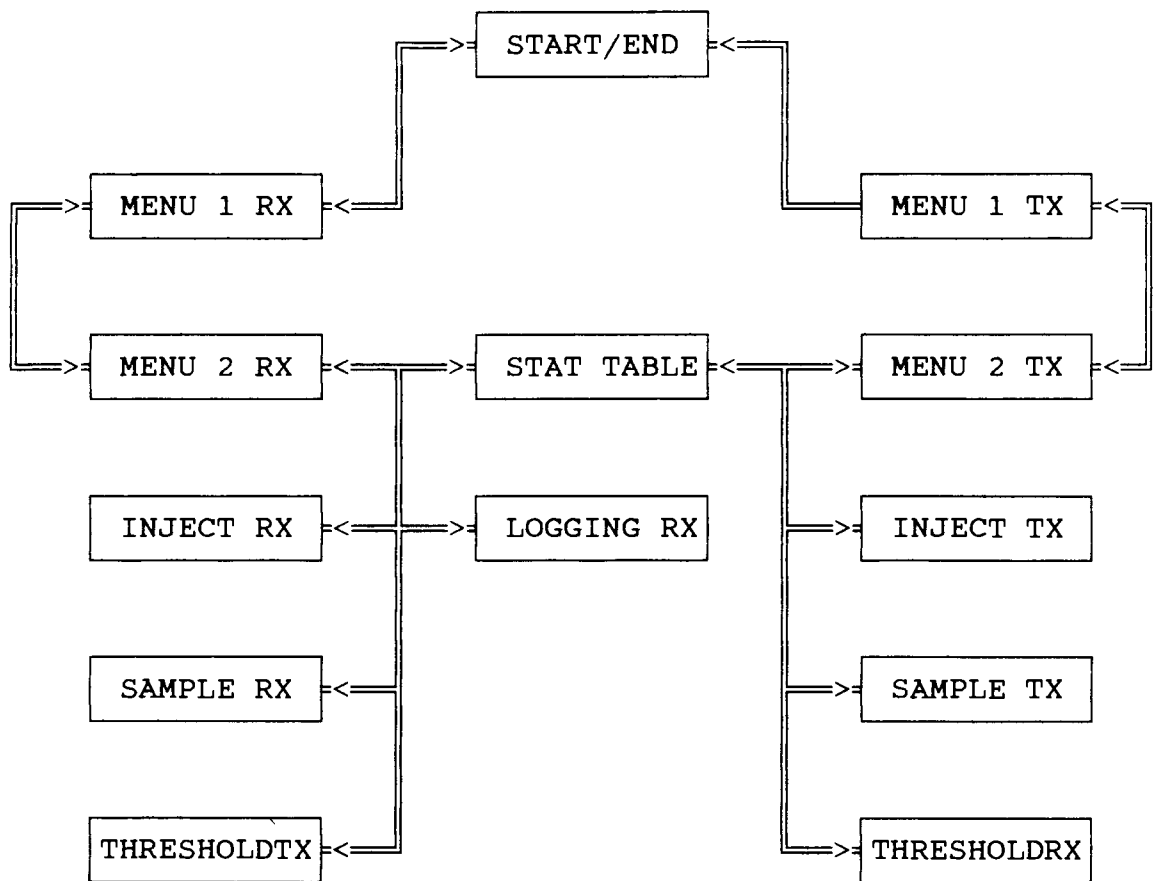 START/END
MENU 1 RX
MENU 1 TX
MENU 2 RX
STAT TABLE
MENU 2 TX
INJECT RX
LOGGING RX
INJECT TX
SAMPLE RX
SAMPLE TX
THRESHOLDTX
THRESHOLDRX